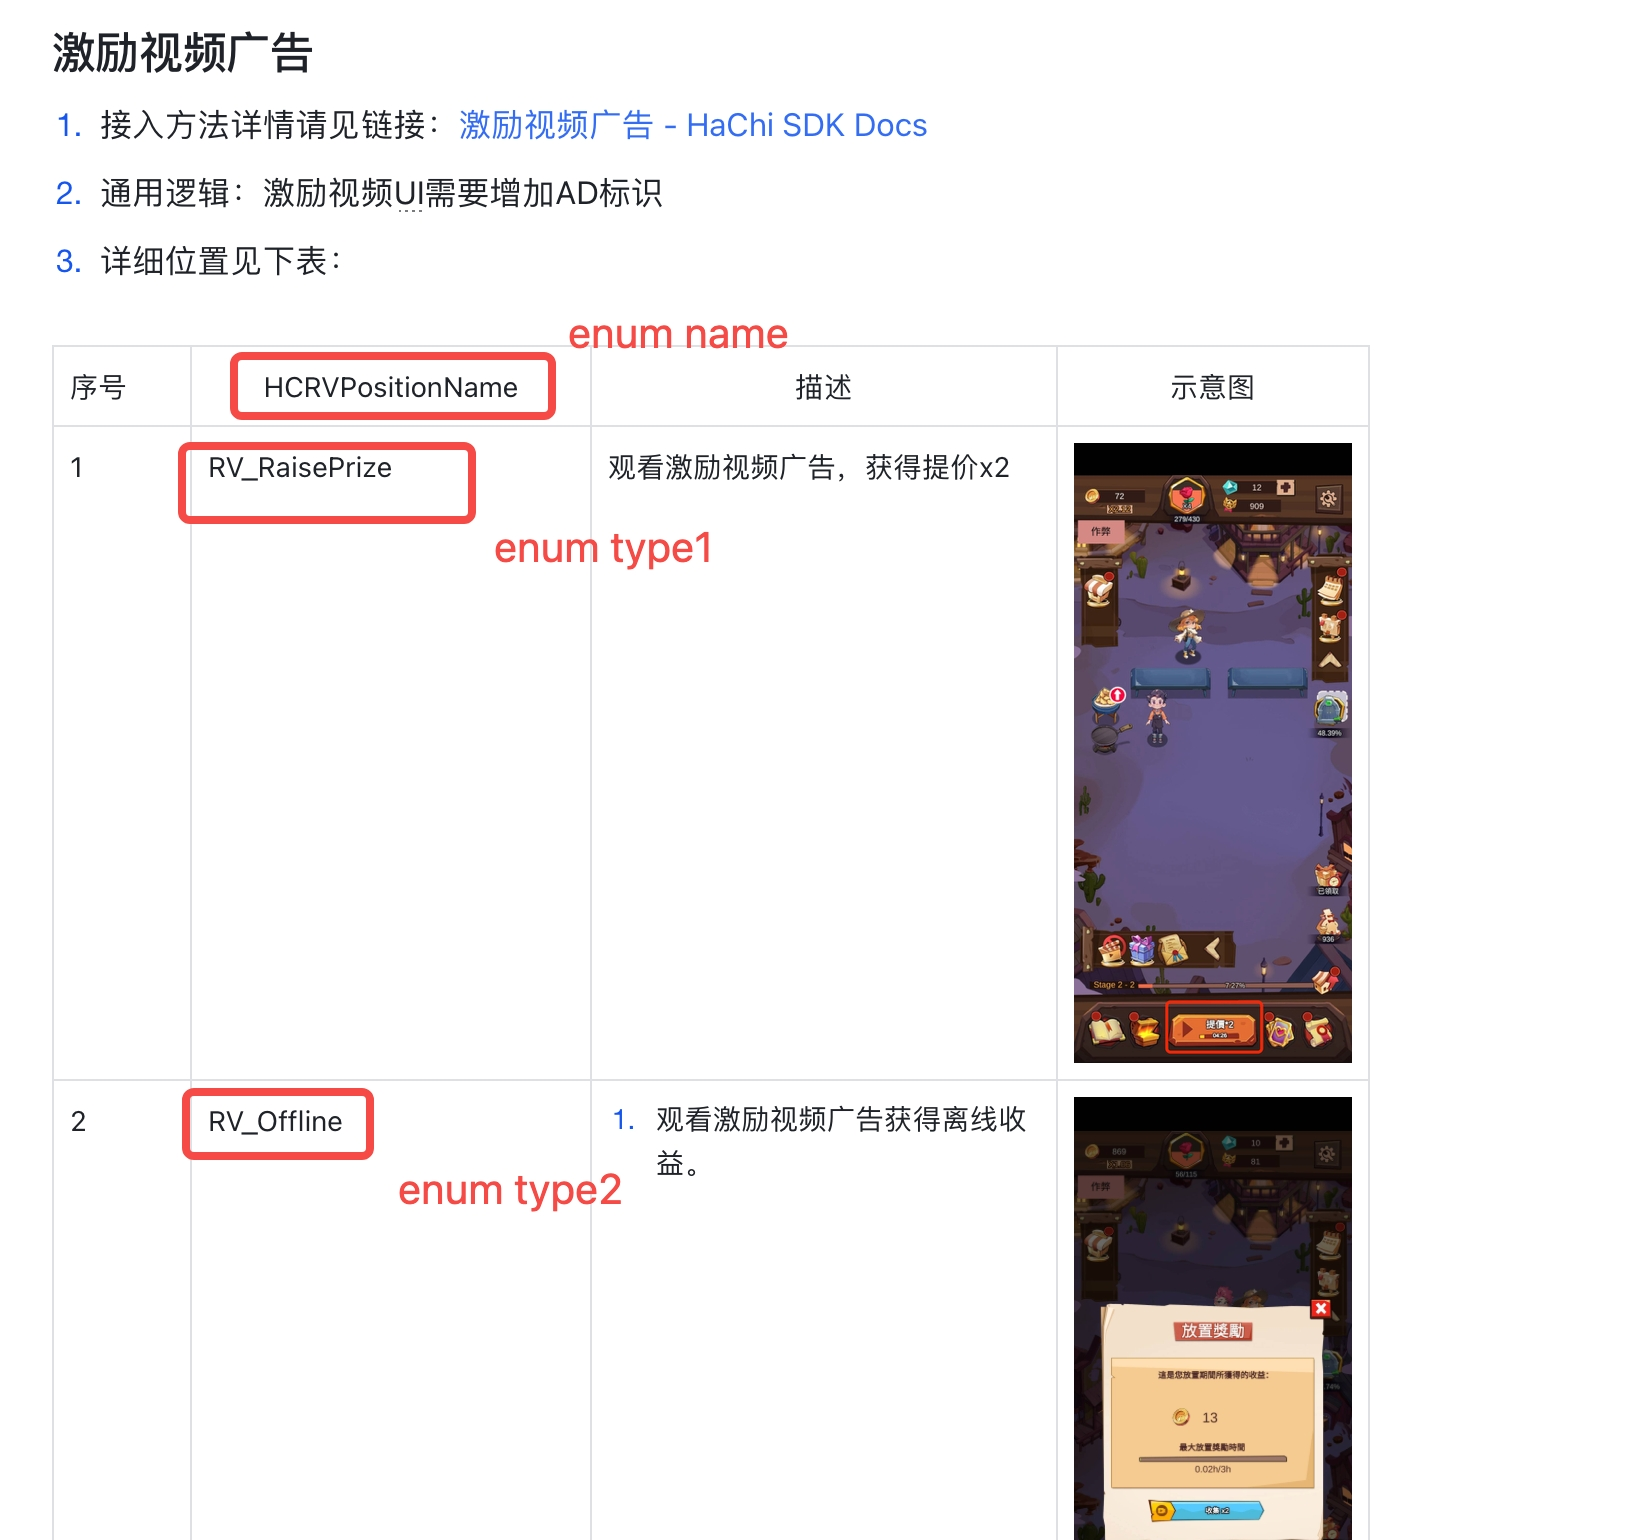 激励视频广告
1. 接入方法详情请见链接：激励视频广告 - HaChi SDK Docs
2. 通用逻辑：激励视频UI需要增加AD标识
3. 详细位置见下表：
enum name
序号 HCRVPositionName 描述 示意图
1 RV_RaisePrize 观看激励视频广告，获得提价x2
enum type1
72
x4
12
909
279/430
作弊
48.39%
已領取
936
Stage 2 - 2
7.27%
提價*2
04:26
2 RV_Offline 1. 观看激励视频广告获得离线收益。
enum type2
869
10
81
56/115
作弊
放置獎勵
這是您放置期間所獲得的收益：
13
最大放置獎勵時間
0.02h/3h
收集 x2